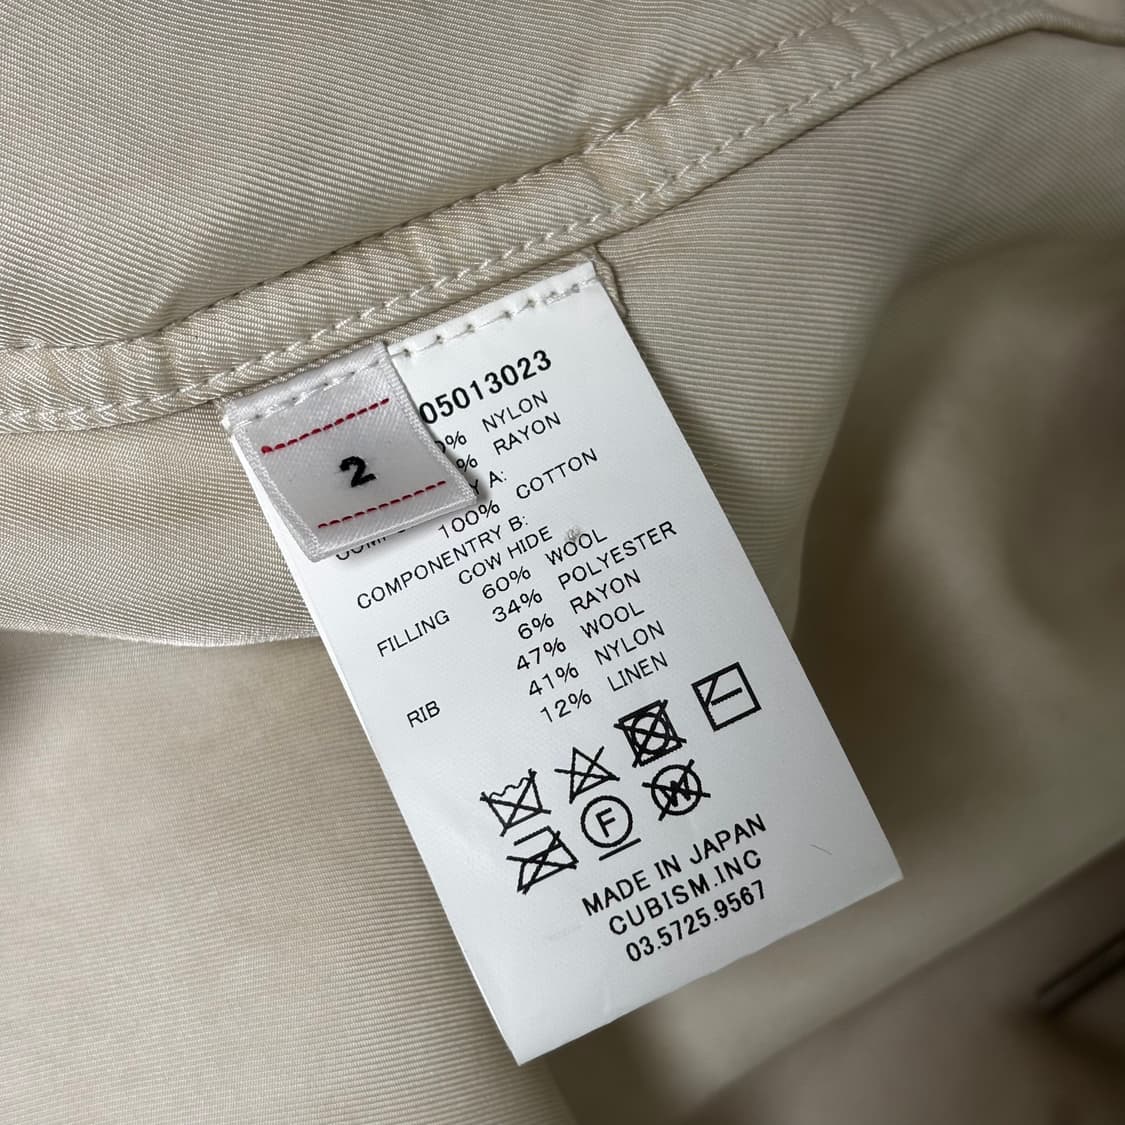 2
05013023
% NYLON
% RAYON
A:
100% COTTON
COMPONENTRY B:
COW HIDE
FILLING 60% WOOL
34% POLYESTER
6% RAYON
RIB 47% WOOL
41% NYLON
12% LINEN
F
W
MADE IN JAPAN
CUBISM.INC
03.5725.9567